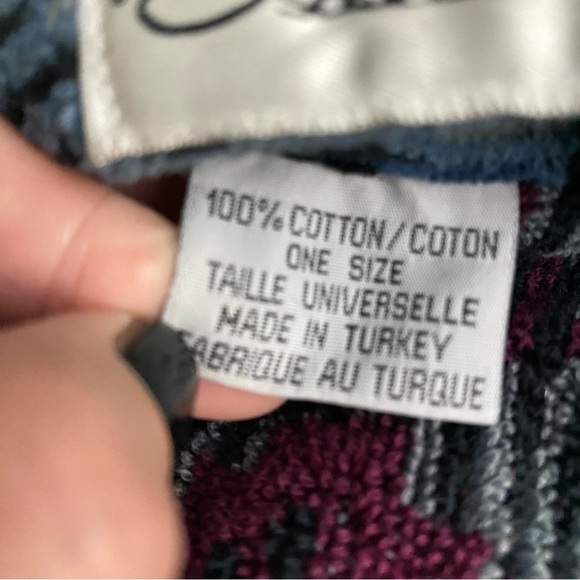 100% COTTON/COTON
ONE SIZE
TAILLE UNIVERSELLE
MADE IN TURKEY
FABRIQUE AU TURQUE